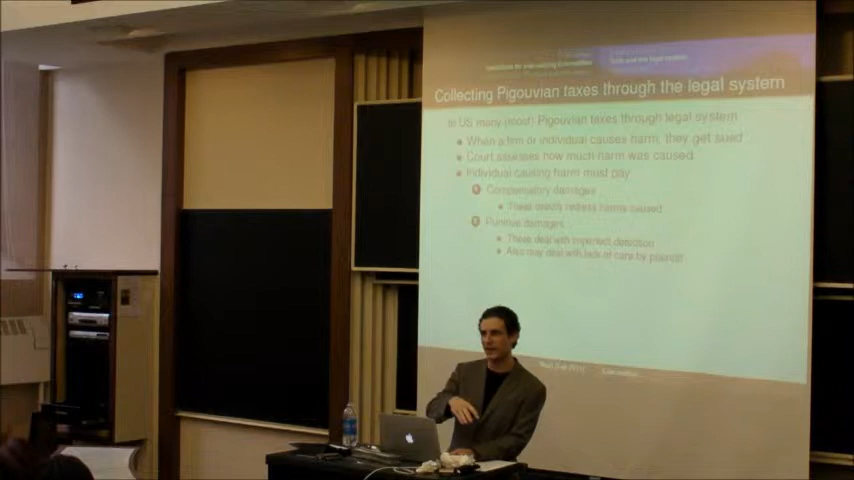 Collecting Pigouvian taxes through the legal system
In US many (most) Pigouvian taxes through legal system
When a firm or individual causes harm, they get sued
Court assesses how much harm was caused
Individual causing harm must pay
1 Compensatory damages
These
harms caused
2 Punitive damages
These deal with imperfect detection
Also may deal with lack of care by plaintiff